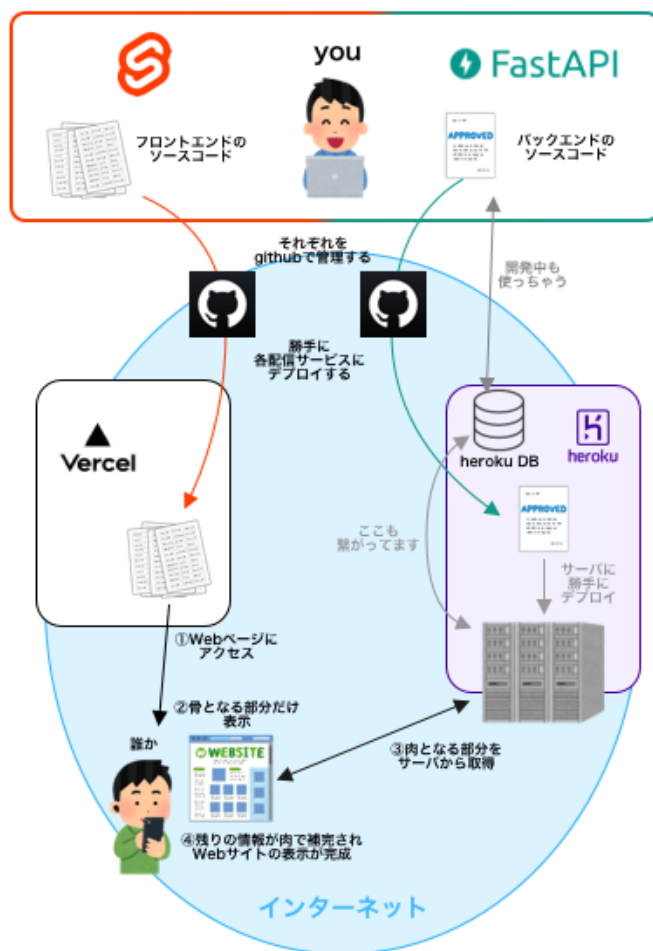 you
FastAPI
フロントエンドの
ソースコード
APPROVED
バックエンドの
ソースコード
それぞれを
githubで管理する
開発中も
使っちゃう
勝手に
各配信サービスに
デプロイする
Vercel
heroku DB
heroku
APPROVED
ここも
繋がってます
サーバに
勝手に
デプロイ
①Webページに
アクセス
②骨となる部分だけ
表示
誰か
WEBSITE
③肉となる部分を
サーバから取得
④残りの情報が肉で補完され
Webサイトの表示が完成
インターネット